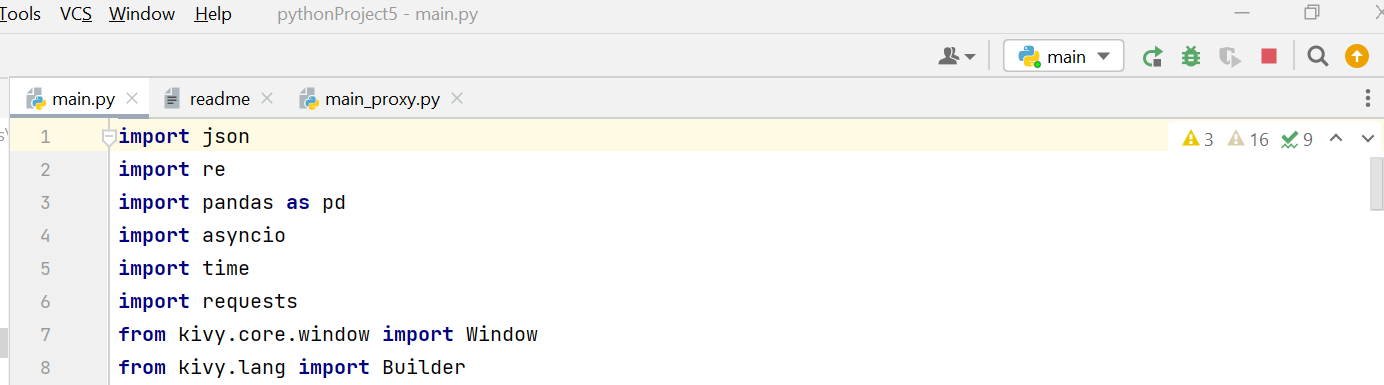 Tools VCS Window Help pythonProject5 - main.py
main
main.py readme main_proxy.py
1 import json 3 16 9
2 import re
3 import pandas as pd
4 import asyncio
5 import time
6 import requests
7 from kivy.core.window import Window
8 from kivy.lang import Builder